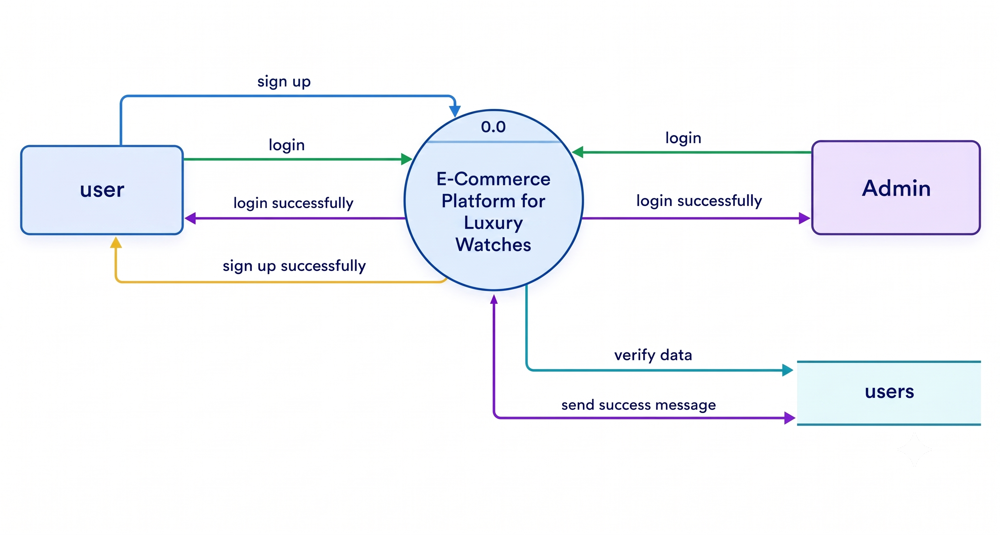 sign up
0.0
login
login
E-Commerce
Platform for
Luxury
Watches
user
Admin
login successfully
login successfully
sign up successfully
verify data
users
send success message